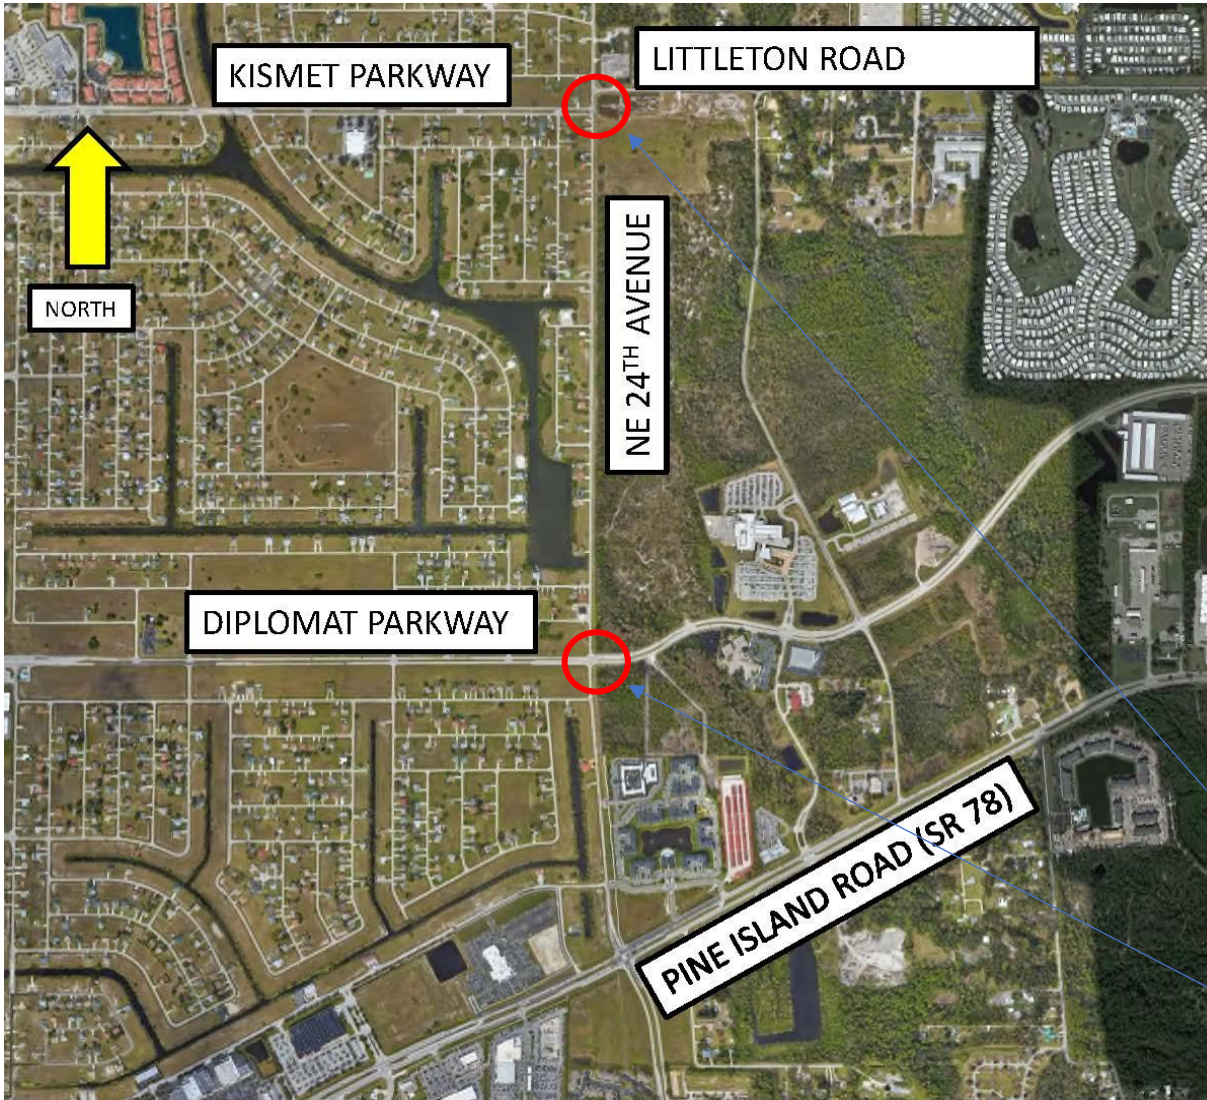 KISMET PARKWAY
LITTLETON ROAD
NORTH
NE 24TH AVENUE
DIPLOMAT PARKWAY
PINE ISLAND ROAD (SR 78)